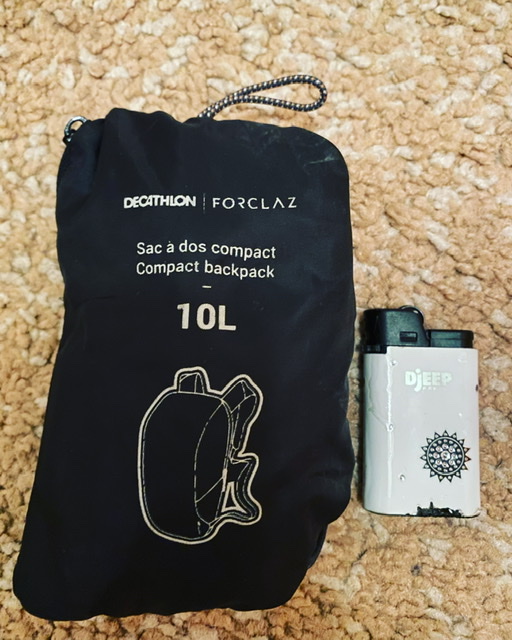 DECATHLON | FORCLAZ
Sac à dos compact
Compact backpack
–
10L
DJEEP